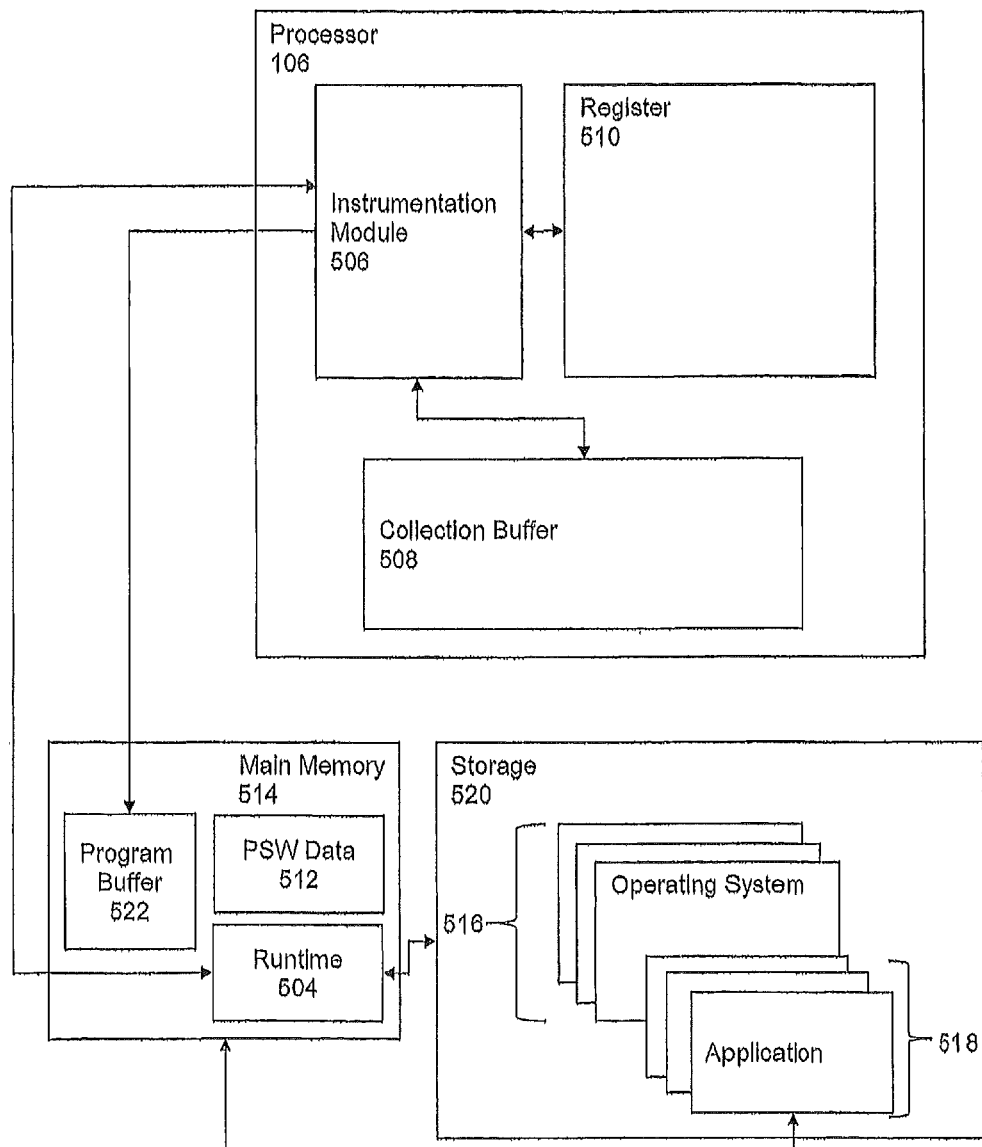 Processor
106
Register
510
Instrumentation
Module
506
Collection Buffer
508
Main Memory
514
Program
Buffer
522
PSW Data
512
Runtime
504
Storage
520
Operating System
516
Application
518